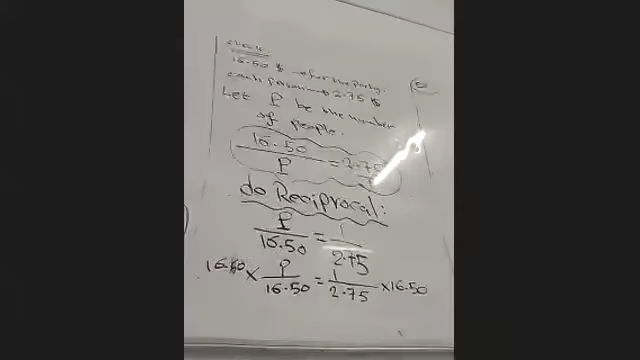 16.50 $ → for the party.
each person → 2.75 $
Let P be the number
of people.
16.50 / P = 2.75
do Reciprocal:
P / 16.50 = 1 / 2.75
16.50 × P / 16.50 = 1 / 2.75 × 16.50